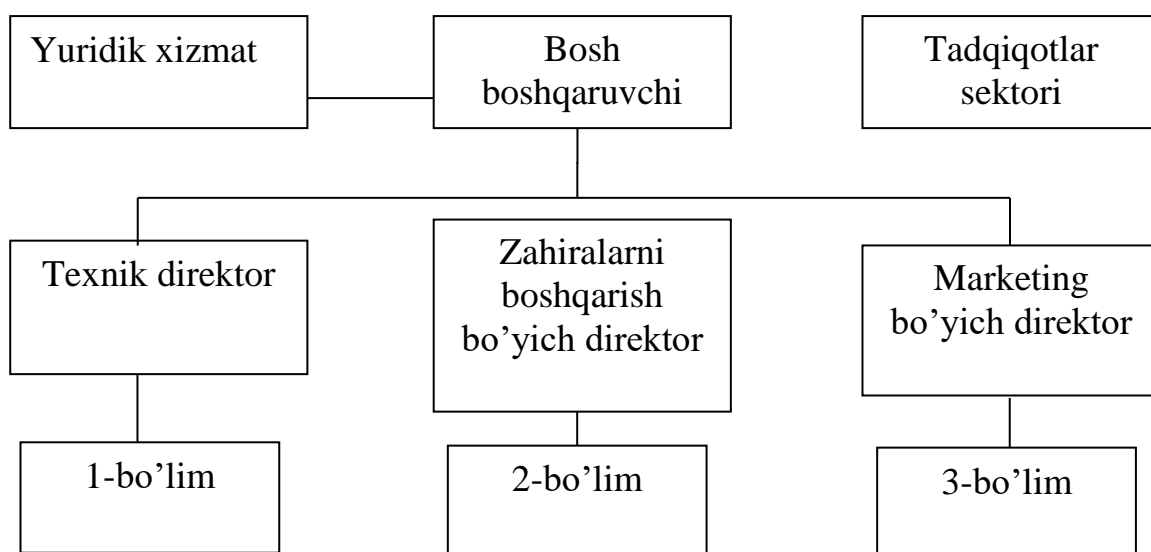 Yuridik xizmat
Bosh
boshqaruvchi
Tadqiqotlar
sektori
Texnik direktor
Zahiralarni
boshqarish
bo’yich direktor
Marketing
bo’yich direktor
1-bo’lim
2-bo’lim
3-bo’lim